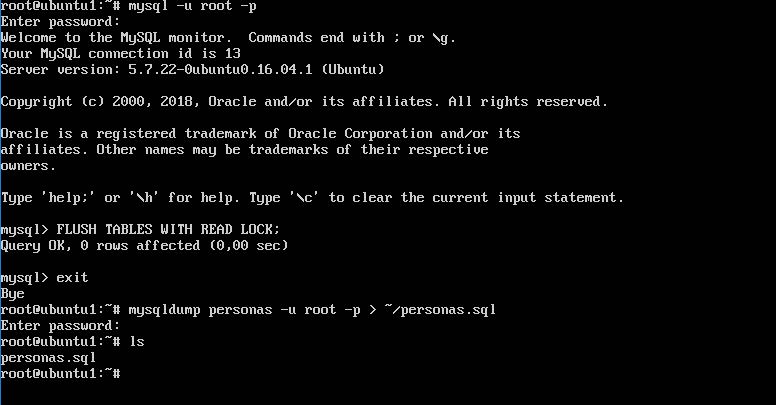 root@ubuntu1:~# mysql -u root -p
Enter password:
Welcome to the MySQL monitor.  Commands end with ; or \g.
Your MySQL connection id is 13
Server version: 5.7.22-0ubuntu0.16.04.1 (Ubuntu)
Copyright (c) 2000, 2018, Oracle and/or its affiliates. All rights reserved.
Oracle is a registered trademark of Oracle Corporation and/or its
affiliates. Other names may be trademarks of their respective
owners.
Type 'help;' or '\h' for help. Type '\c' to clear the current input statement.
mysql> FLUSH TABLES WITH READ LOCK;
Query OK, 0 rows affected (0,00 sec)
mysql> exit
Bye
root@ubuntu1:~# mysqldump personas -u root -p > ~/personas.sql
Enter password:
root@ubuntu1:~# ls
personas.sql
root@ubuntu1:~#